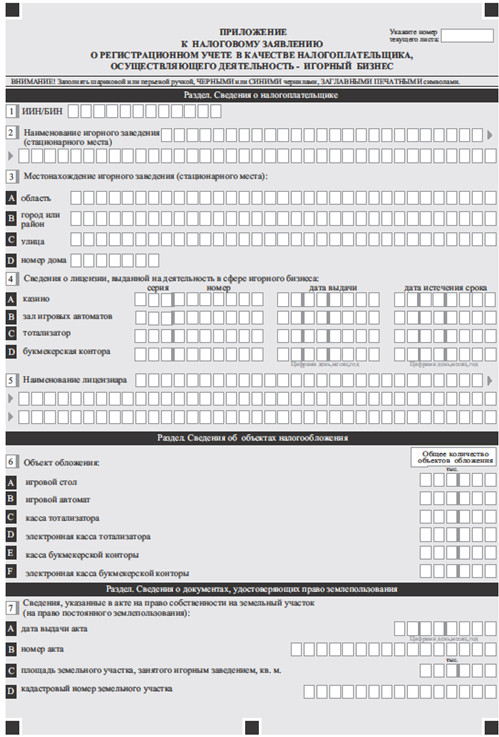 ПРИЛОЖЕНИЕ
К НАЛОГОВОМУ ЗАЯВЛЕНИЮ
О РЕГИСТРАЦИОННОМ УЧЕТЕ В КАЧЕСТВЕ НАЛОГОПЛАТЕЛЬЩИКА,
ОСУЩЕСТВЛЯЮЩЕГО ДЕЯТЕЛЬНОСТЬ - ИГОРНЫЙ БИЗНЕС
Укажите номер
текущего листа:
ВНИМАНИЕ! Заполнять шариковой или перьевой ручкой, ЧЕРНЫМИ или СИНИМИ чернилами, ЗАГЛАВНЫМИ ПЕЧАТНЫМИ символами.
Раздел. Сведения о налогоплательщике
1 ИИН/БИН
2 Наименование игорного заведения
(стационарного места)
3 Местонахождение игорного заведения (стационарного места):
A область
B город или
район
C улица
D номер дома
4 Сведения о лицензии, выданной на деятельность в сфере игорного бизнеса:
серия номер дата выдачи дата истечения срока
A казино
B зал игровых автоматов
C тотализатор
D букмекерская контора
Цифрами день, месяц, год Цифрами день, месяц, год
5 Наименование лицензиара
Раздел. Сведения об объектах налогообложения
6 Объект обложения:
Общее количество
объектов обложения
тыс.
A игровой стол
B игровой автомат
C касса тотализатора
D электронная касса тотализатора
E касса букмекерской конторы
F электронная касса букмекерской конторы
Раздел. Сведения о документах, удостоверяющих право землепользования
7 Сведения, указанные в акте на право собственности на земельный участок
(на право постоянного землепользования):
A дата выдачи акта
Цифрами день, месяц, год
B номер акта
тыс.
C площадь земельного участка, занятого игорным заведением, кв. м.
D кадастровый номер земельного участка